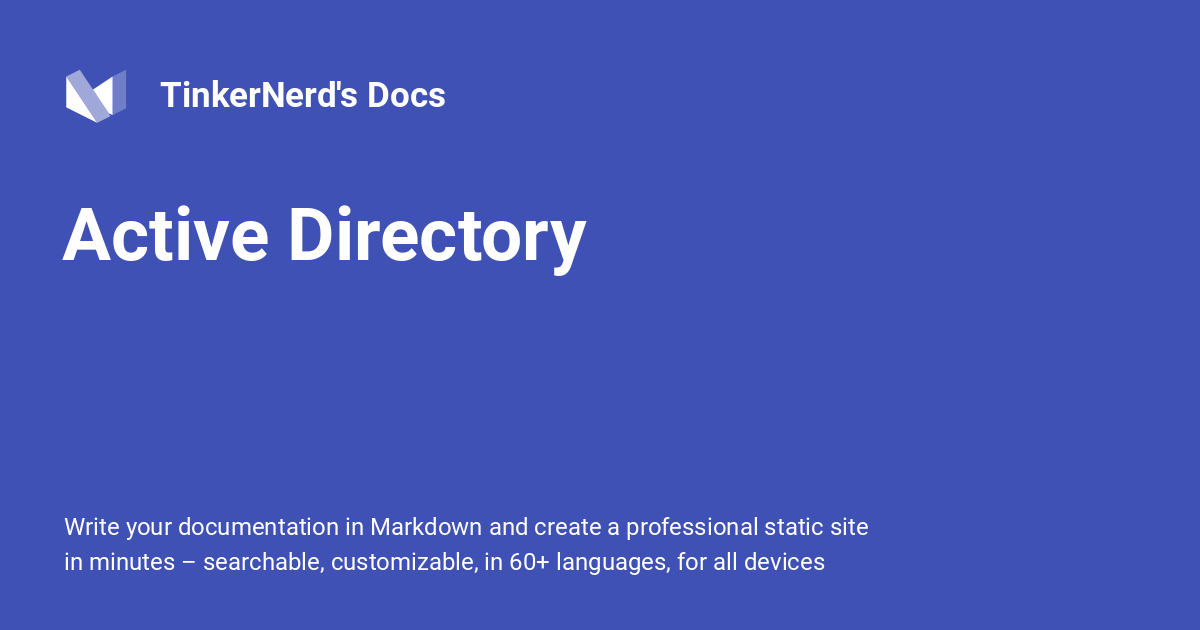 TinkerNerd's Docs
Active Directory
Write your documentation in Markdown and create a professional static site
in minutes – searchable, customizable, in 60+ languages, for all devices